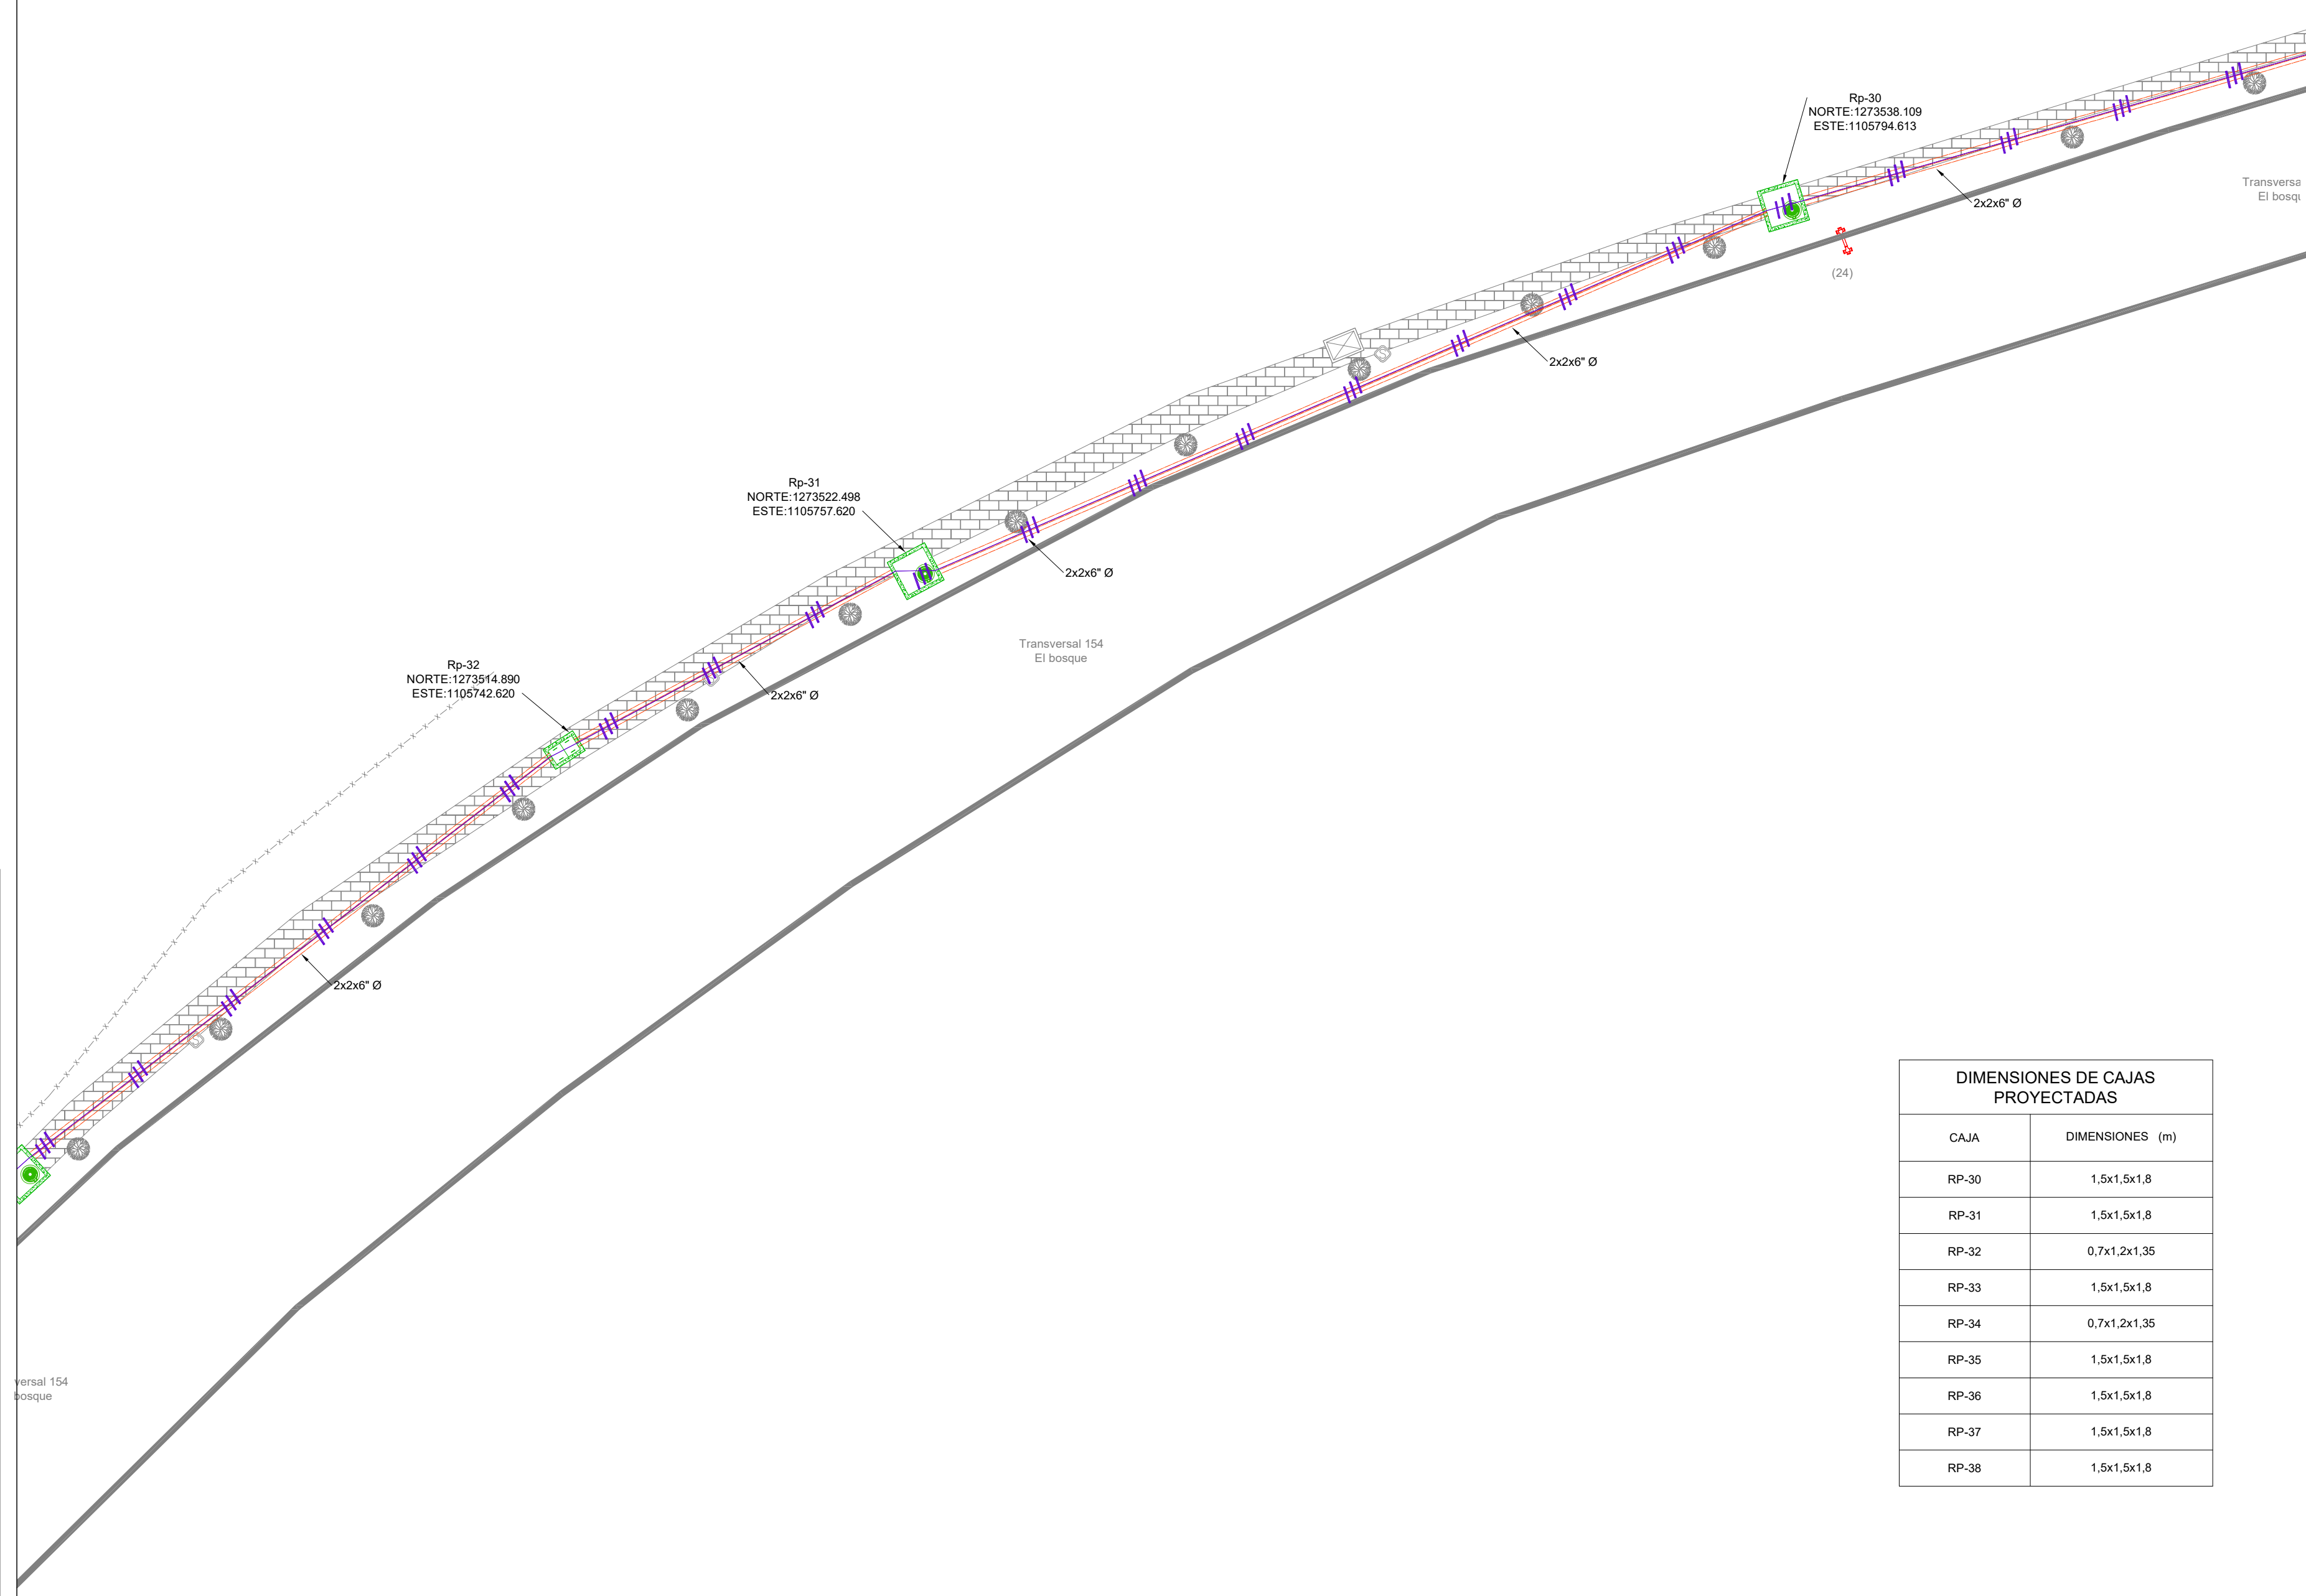 Rp-30
NORTE:1273538.109
ESTE:1105794.613
Transversa
El bosqu
2x2x6" Ø
(24)
2x2x6" Ø
Rp-31
NORTE:1273522.498
ESTE:1105757.620
2x2x6" Ø
Transversal 154
El bosque
Rp-32
NORTE:1273514.890
ESTE:1105742.620
2x2x6" Ø
2x2x6" Ø
S
S
S
DIMENSIONES DE CAJAS
PROYECTADAS
CAJA DIMENSIONES (m)
RP-30 1,5x1,5x1,8
RP-31 1,5x1,5x1,8
RP-32 0,7x1,2x1,35
RP-33 1,5x1,5x1,8
RP-34 0,7x1,2x1,35
RP-35 1,5x1,5x1,8
RP-36 1,5x1,5x1,8
RP-37 1,5x1,5x1,8
RP-38 1,5x1,5x1,8
versal 154
bosque